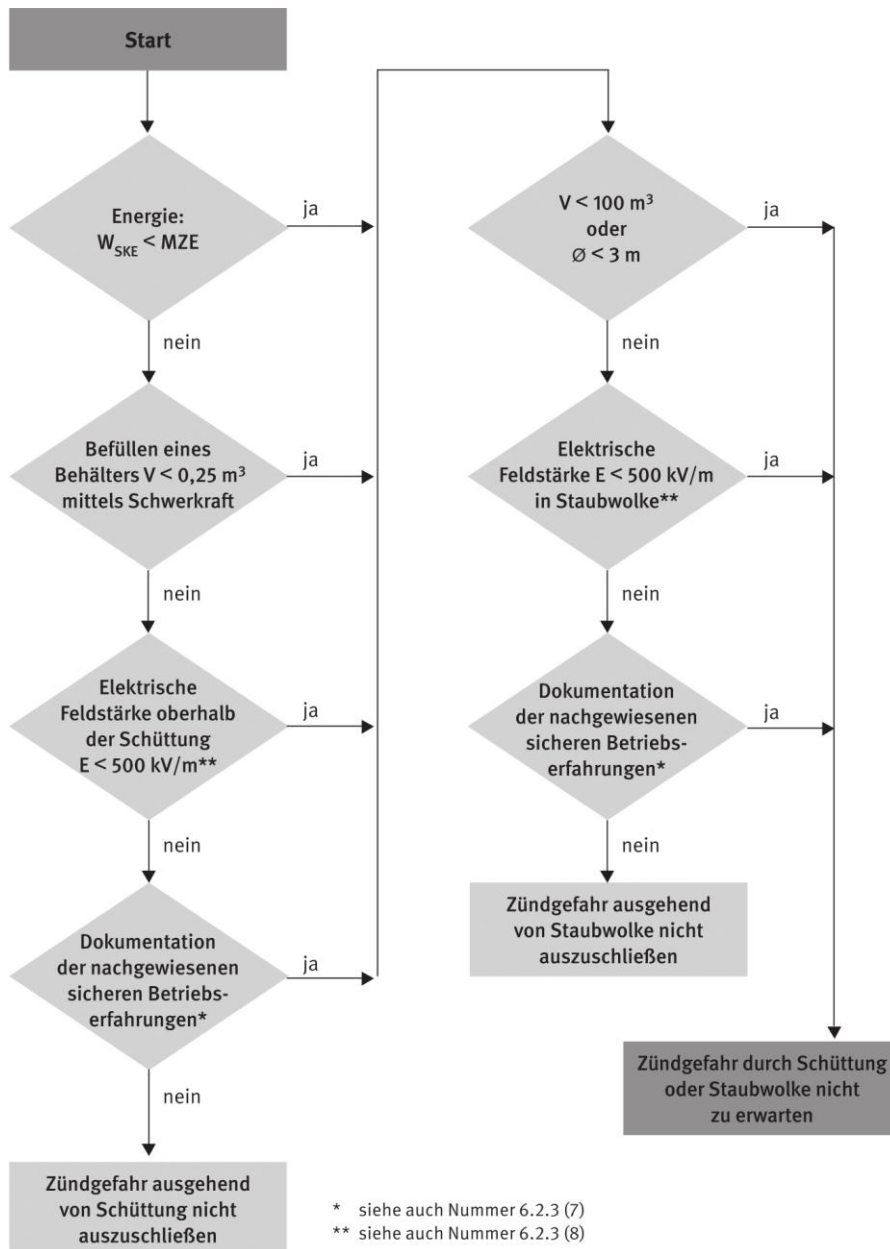 Start
Energie:
W_SKE < MZE
ja
nein
Befüllen eines
Behälters V < 0,25 m³
mittels Schwerkraft
ja
nein
Elektrische
Feldstärke oberhalb
der Schüttung
E < 500 kV/m**
ja
nein
Dokumentation
der nachgewiesenen
sicheren Betriebs-
erfahrungen*
ja
nein
Zündgefahr ausgehend
von Schüttung nicht
auszuschließen
V < 100 m³
oder
Ø < 3 m
ja
nein
Elektrische
Feldstärke E < 500 kV/m
in Staubwolke**
ja
nein
Dokumentation
der nachgewiesenen
sicheren Betriebs-
erfahrungen*
ja
nein
Zündgefahr ausgehend
von Staubwolke nicht
auszuschließen
Zündgefahr durch Schüttung
oder Staubwolke nicht
zu erwarten
* siehe auch Nummer 6.2.3 (7)
** siehe auch Nummer 6.2.3 (8)